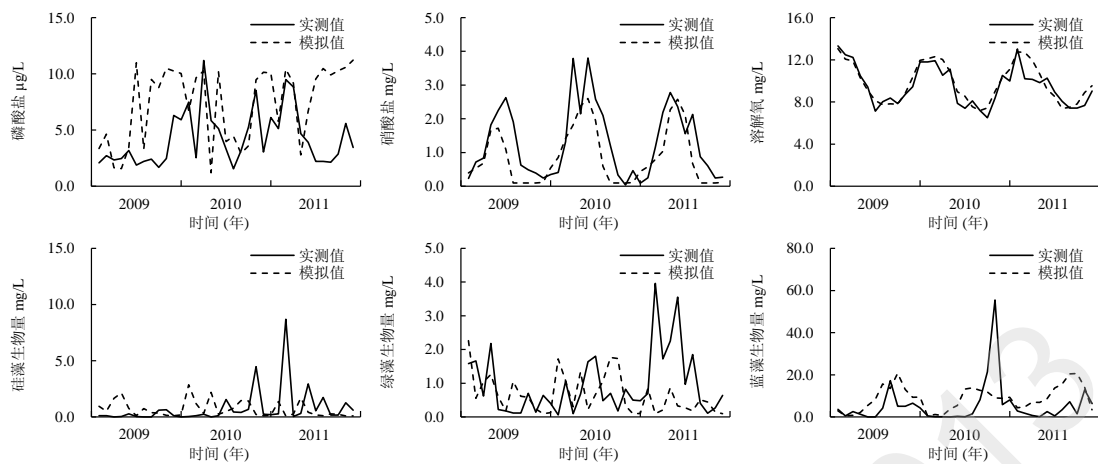 磷酸盐 μg/L
15.0
10.0
5.0
0.0
实测值
模拟值
2009
2010
2011
时间 (年)
硝酸盐 mg/L
5.0
4.0
3.0
2.0
1.0
0.0
实测值
模拟值
2009
2010
2011
时间 (年)
溶解氧 mg/L
16.0
12.0
8.0
4.0
0.0
实测值
模拟值
2009
2010
2011
时间 (年)
硅藻生物量 mg/L
15.0
10.0
5.0
0.0
实测值
模拟值
2009
2010
2011
时间 (年)
绿藻生物量 mg/L
5.0
4.0
3.0
2.0
1.0
0.0
实测值
模拟值
2009
2010
2011
时间 (年)
蓝藻生物量 mg/L
80.0
60.0
40.0
20.0
0.0
实测值
模拟值
2009
2010
2011
时间 (年)